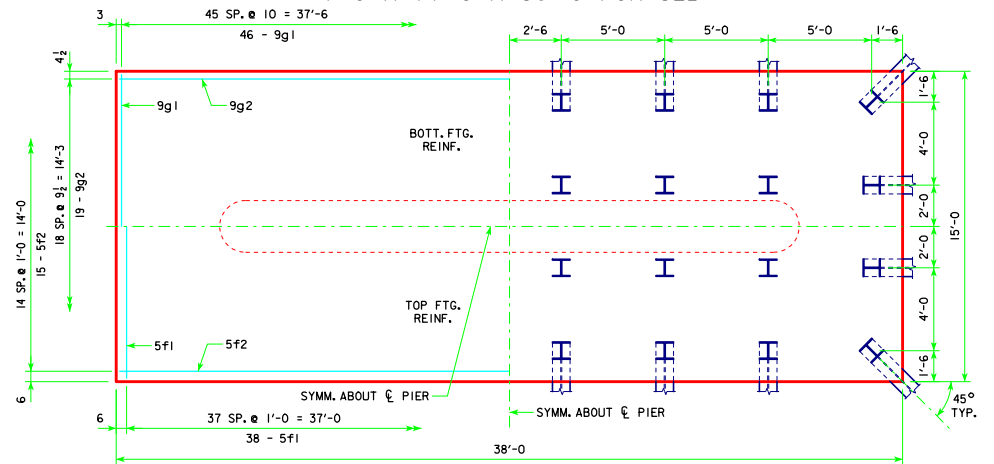 45 SP. @ 10 = 37'-6
3
46 - 9g1
2'-6
5'-0
5'-0
5'-0
1'-6
4½
9g1
9g2
BOTT. FTG.
REINF.
1'-6
4'-0
2'-0
2'-0
4'-0
1'-6
15'-0
18 SP. @ 9½ = 14'-3
19 - 9g2
14 SP. @ 1'-0 = 14'-0
15 - 5f2
TOP FTG.
REINF.
5f1
5f2
6
SYMM. ABOUT ℄ PIER
SYMM. ABOUT ℄ PIER
45°
TYP.
6
37 SP. @ 1'-0 = 37'-0
38 - 5f1
38'-0